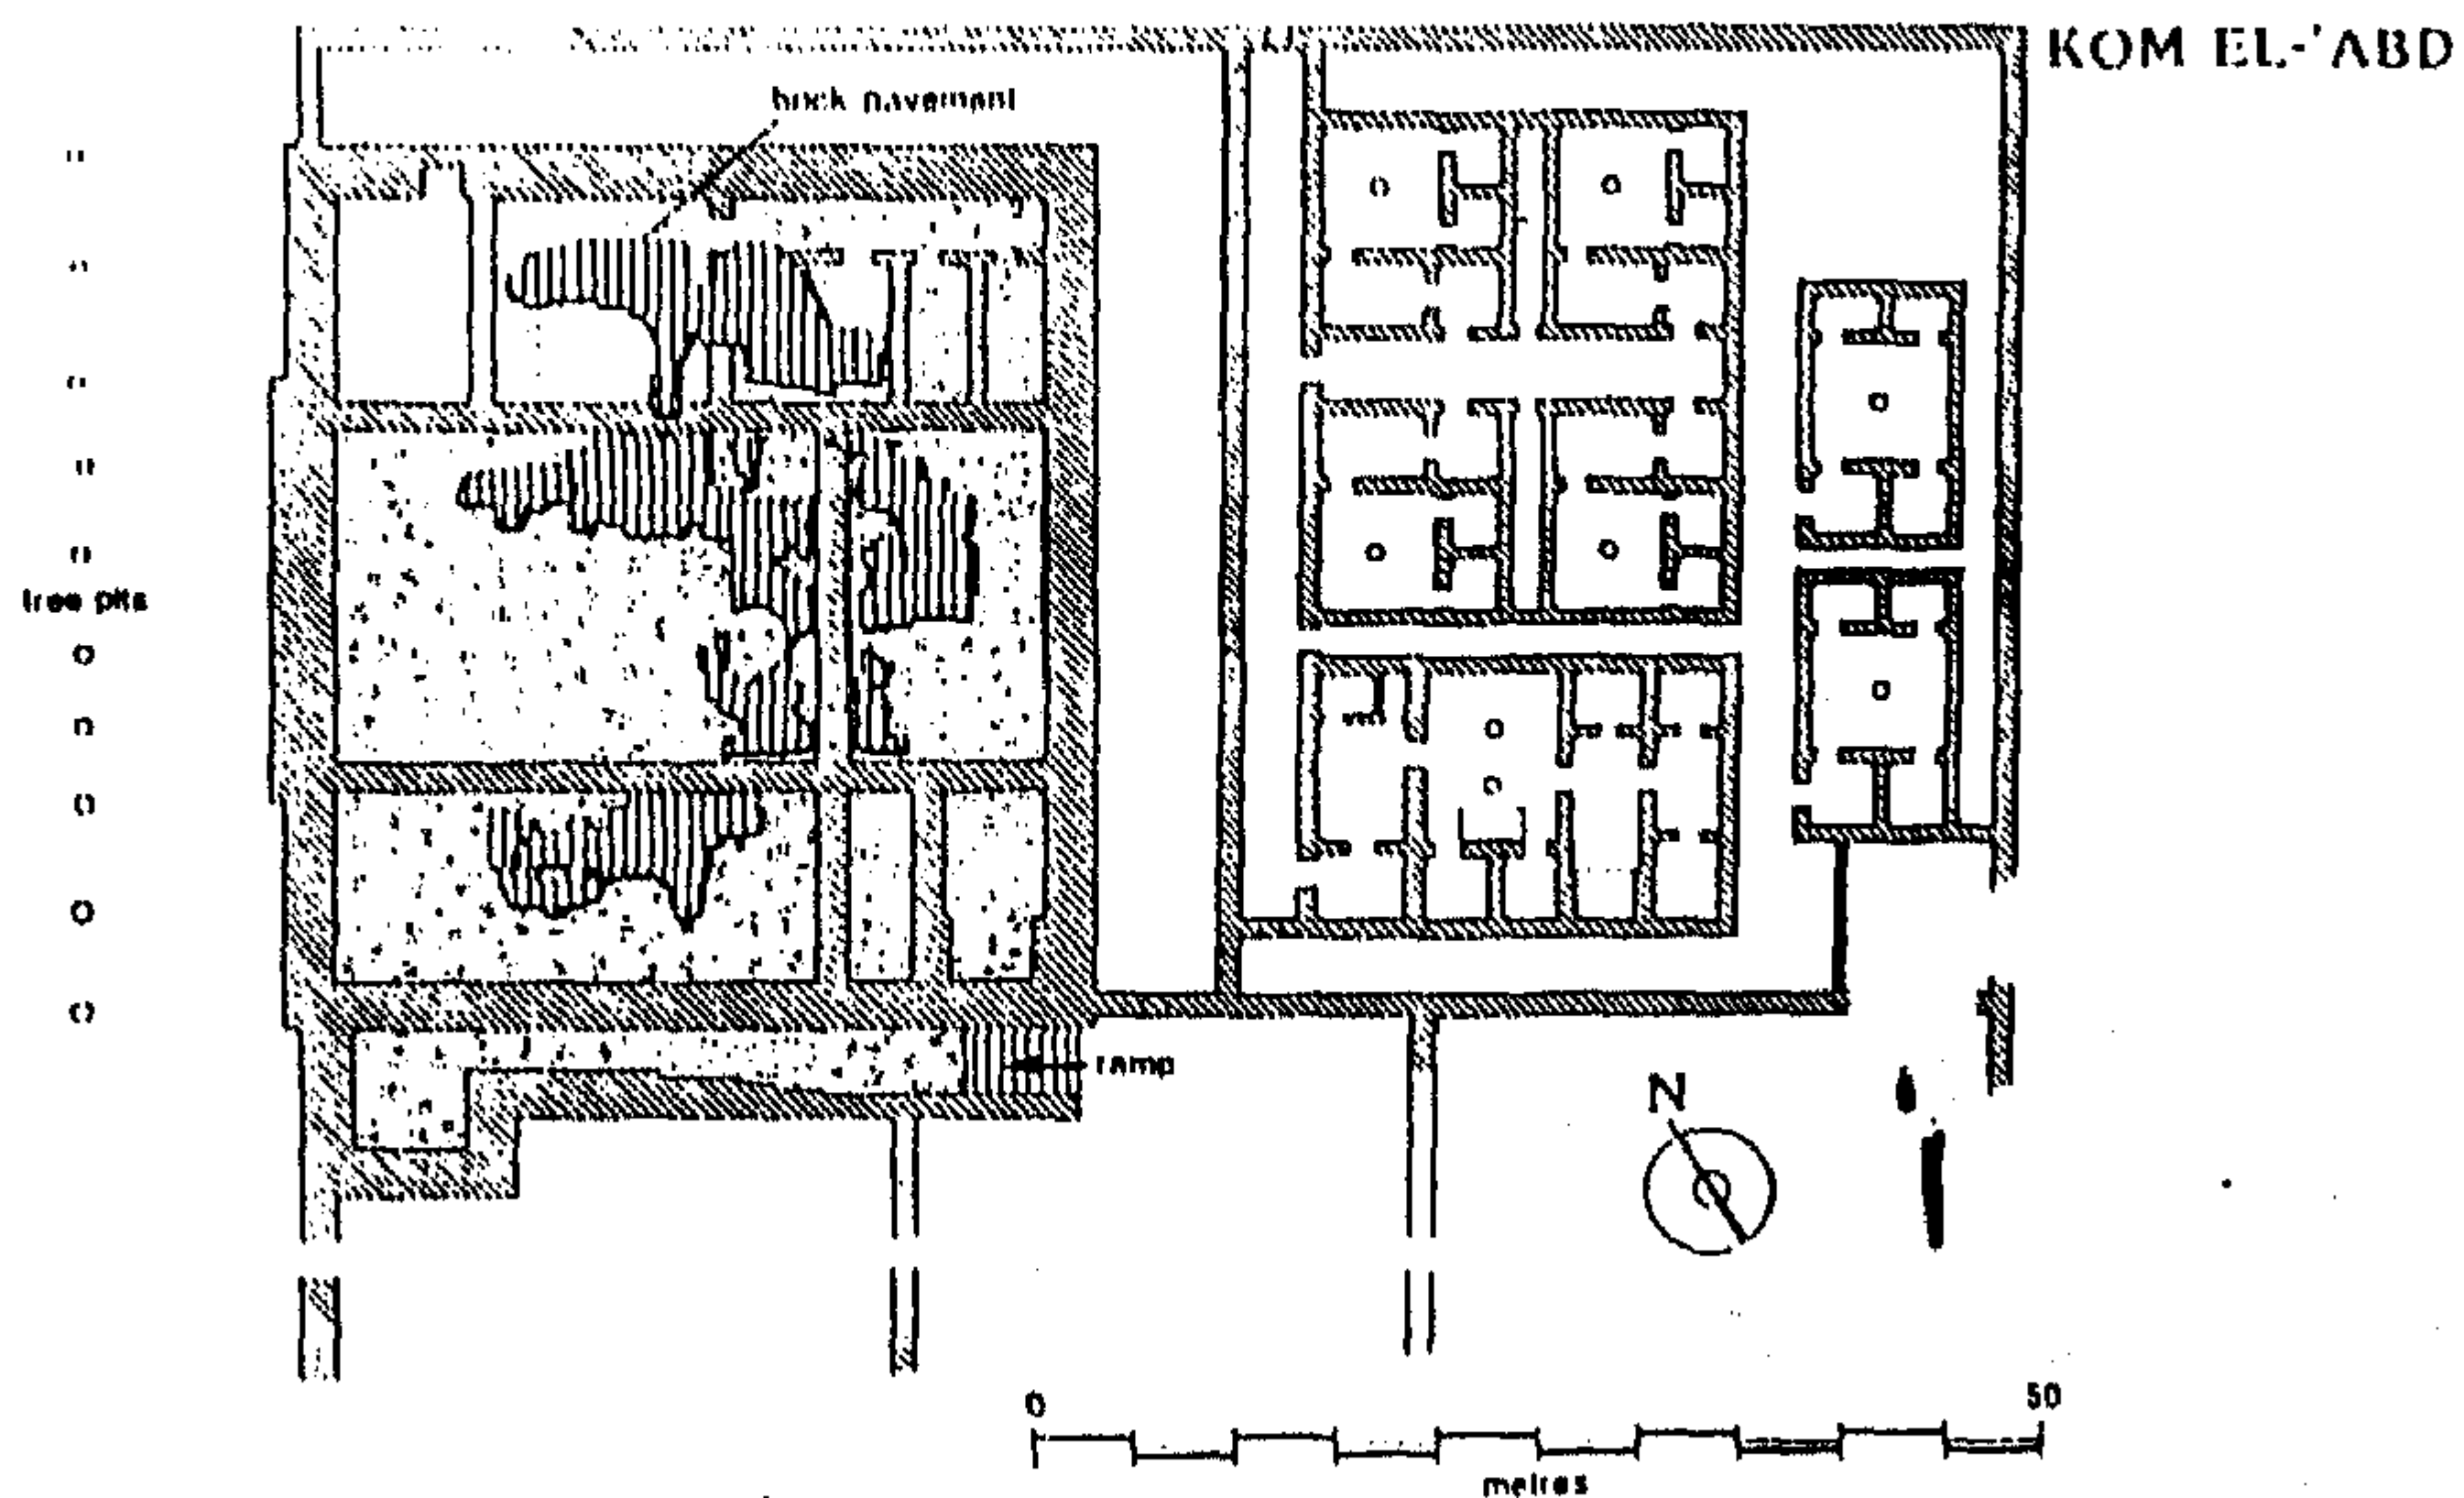 KOM EL-'ABD
brick pavement
tree pits
ramp
N
0
50
metres